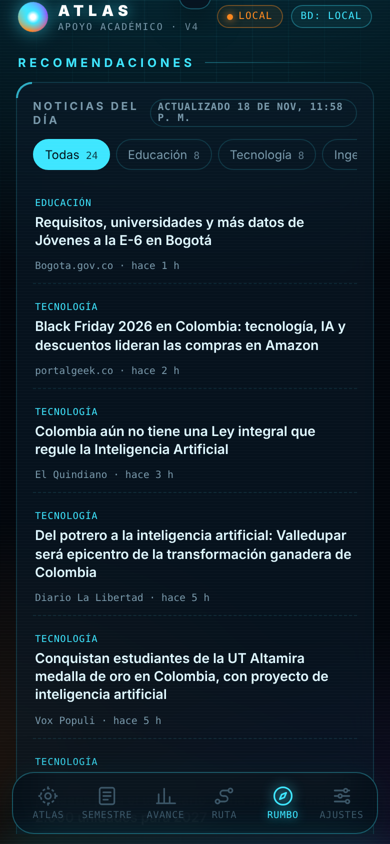 ATLAS
APOYO ACADÉMICO · V4
LOCAL
BD: LOCAL
RECOMENDACIONES
NOTICIAS DEL
DÍA
ACTUALIZADO 18 DE NOV, 11:58
P. M.
Todas 24
Educación 8
Tecnología 8
Inge
EDUCACIÓN
Requisitos, universidades y más datos de
Jóvenes a la E-6 en Bogotá
Bogota.gov.co · hace 1 h
TECNOLOGÍA
Black Friday 2026 en Colombia: tecnología, IA y
descuentos lideran las compras en Amazon
portalgeek.co · hace 2 h
TECNOLOGÍA
Colombia aún no tiene una Ley integral que
regule la Inteligencia Artificial
El Quindiano · hace 3 h
TECNOLOGÍA
Del potrero a la inteligencia artificial: Valledupar
será epicentro de la transformación ganadera de
Colombia
Diario La Libertad · hace 5 h
TECNOLOGÍA
Conquistan estudiantes de la UT Altamira
medalla de oro en Colombia, con proyecto de
inteligencia artificial
Vox Populi · hace 5 h
TECNOLOGÍA
ATLAS
SEMESTRE
AVANCE
RUTA
RUMBO
AJUSTES